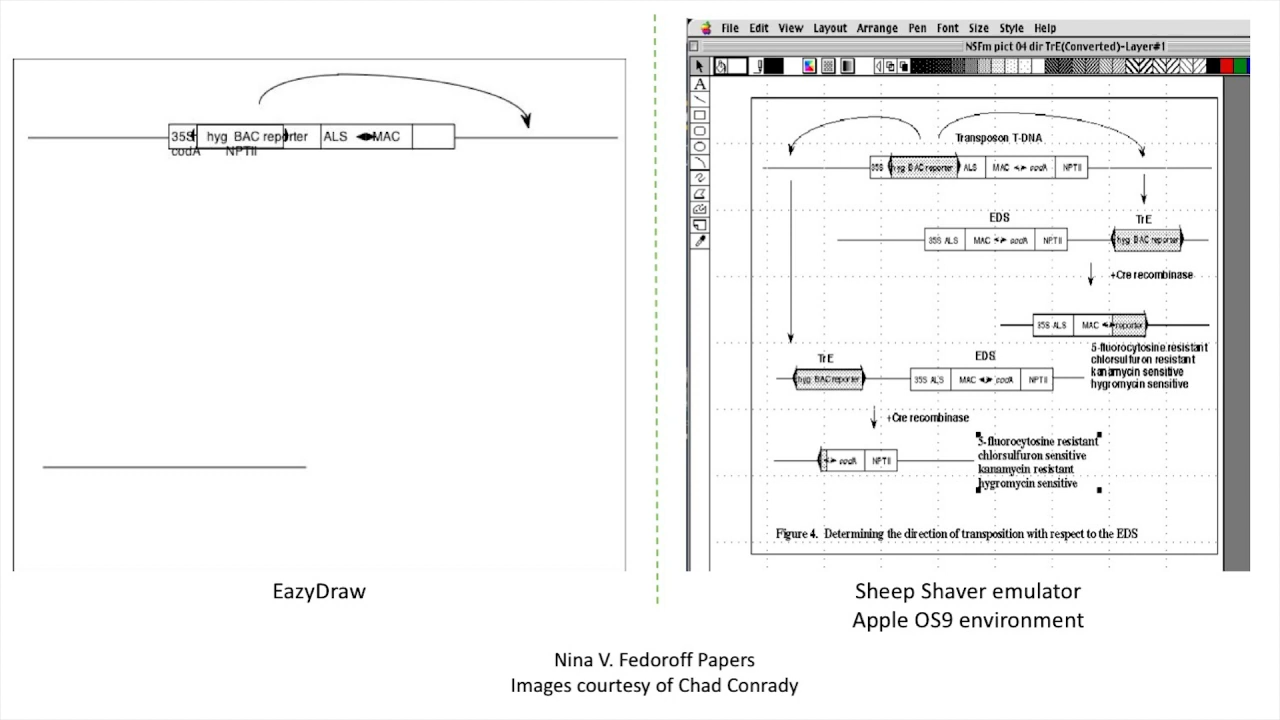 35S hyg BAC reporter ALS MAC
codA NPTII
EazyDraw
File Edit View Layout Arrange Pen Font Size Style Help
NSFm pict 04 dir TrE(Converted)-Layer#1
A
Transposon T-DNA
35S hyg BAC reporter ALS MAC codA NPTII
EDS
TrE
35S ALS MAC codA NPTII
hyg BAC reporter
+Cre recombinase
35S ALS MAC reporter
5-fluorocytosine resistant
chlorsulfuron resistant
kanamycin sensitive
hygromycin sensitive
TrE
EDS
hyg BAC reporter
35S ALS MAC codA NPTII
+Cre recombinase
codA NPTII
5-fluorocytosine resistant
chlorsulfuron sensitive
kanamycin resistant
hygromycin sensitive
Figure 4. Determining the direction of transposition with respect to the EDS
Sheep Shaver emulator
Apple OS9 environment
Nina V. Fedoroff Papers
Images courtesy of Chad Conrady